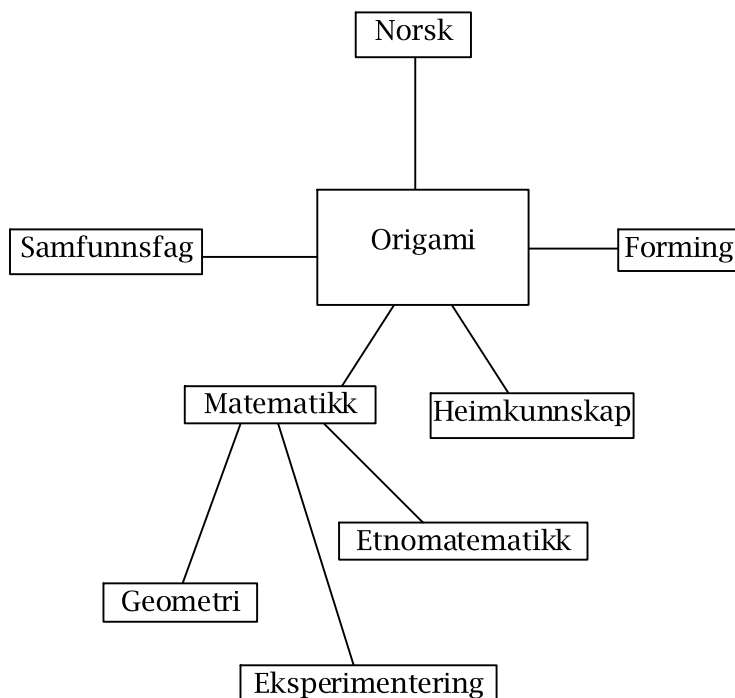 Norsk
Origami
Samfunnsfag
Forming
Matematikk
Heimkunnskap
Etnomatematikk
Geometri
Eksperimentering